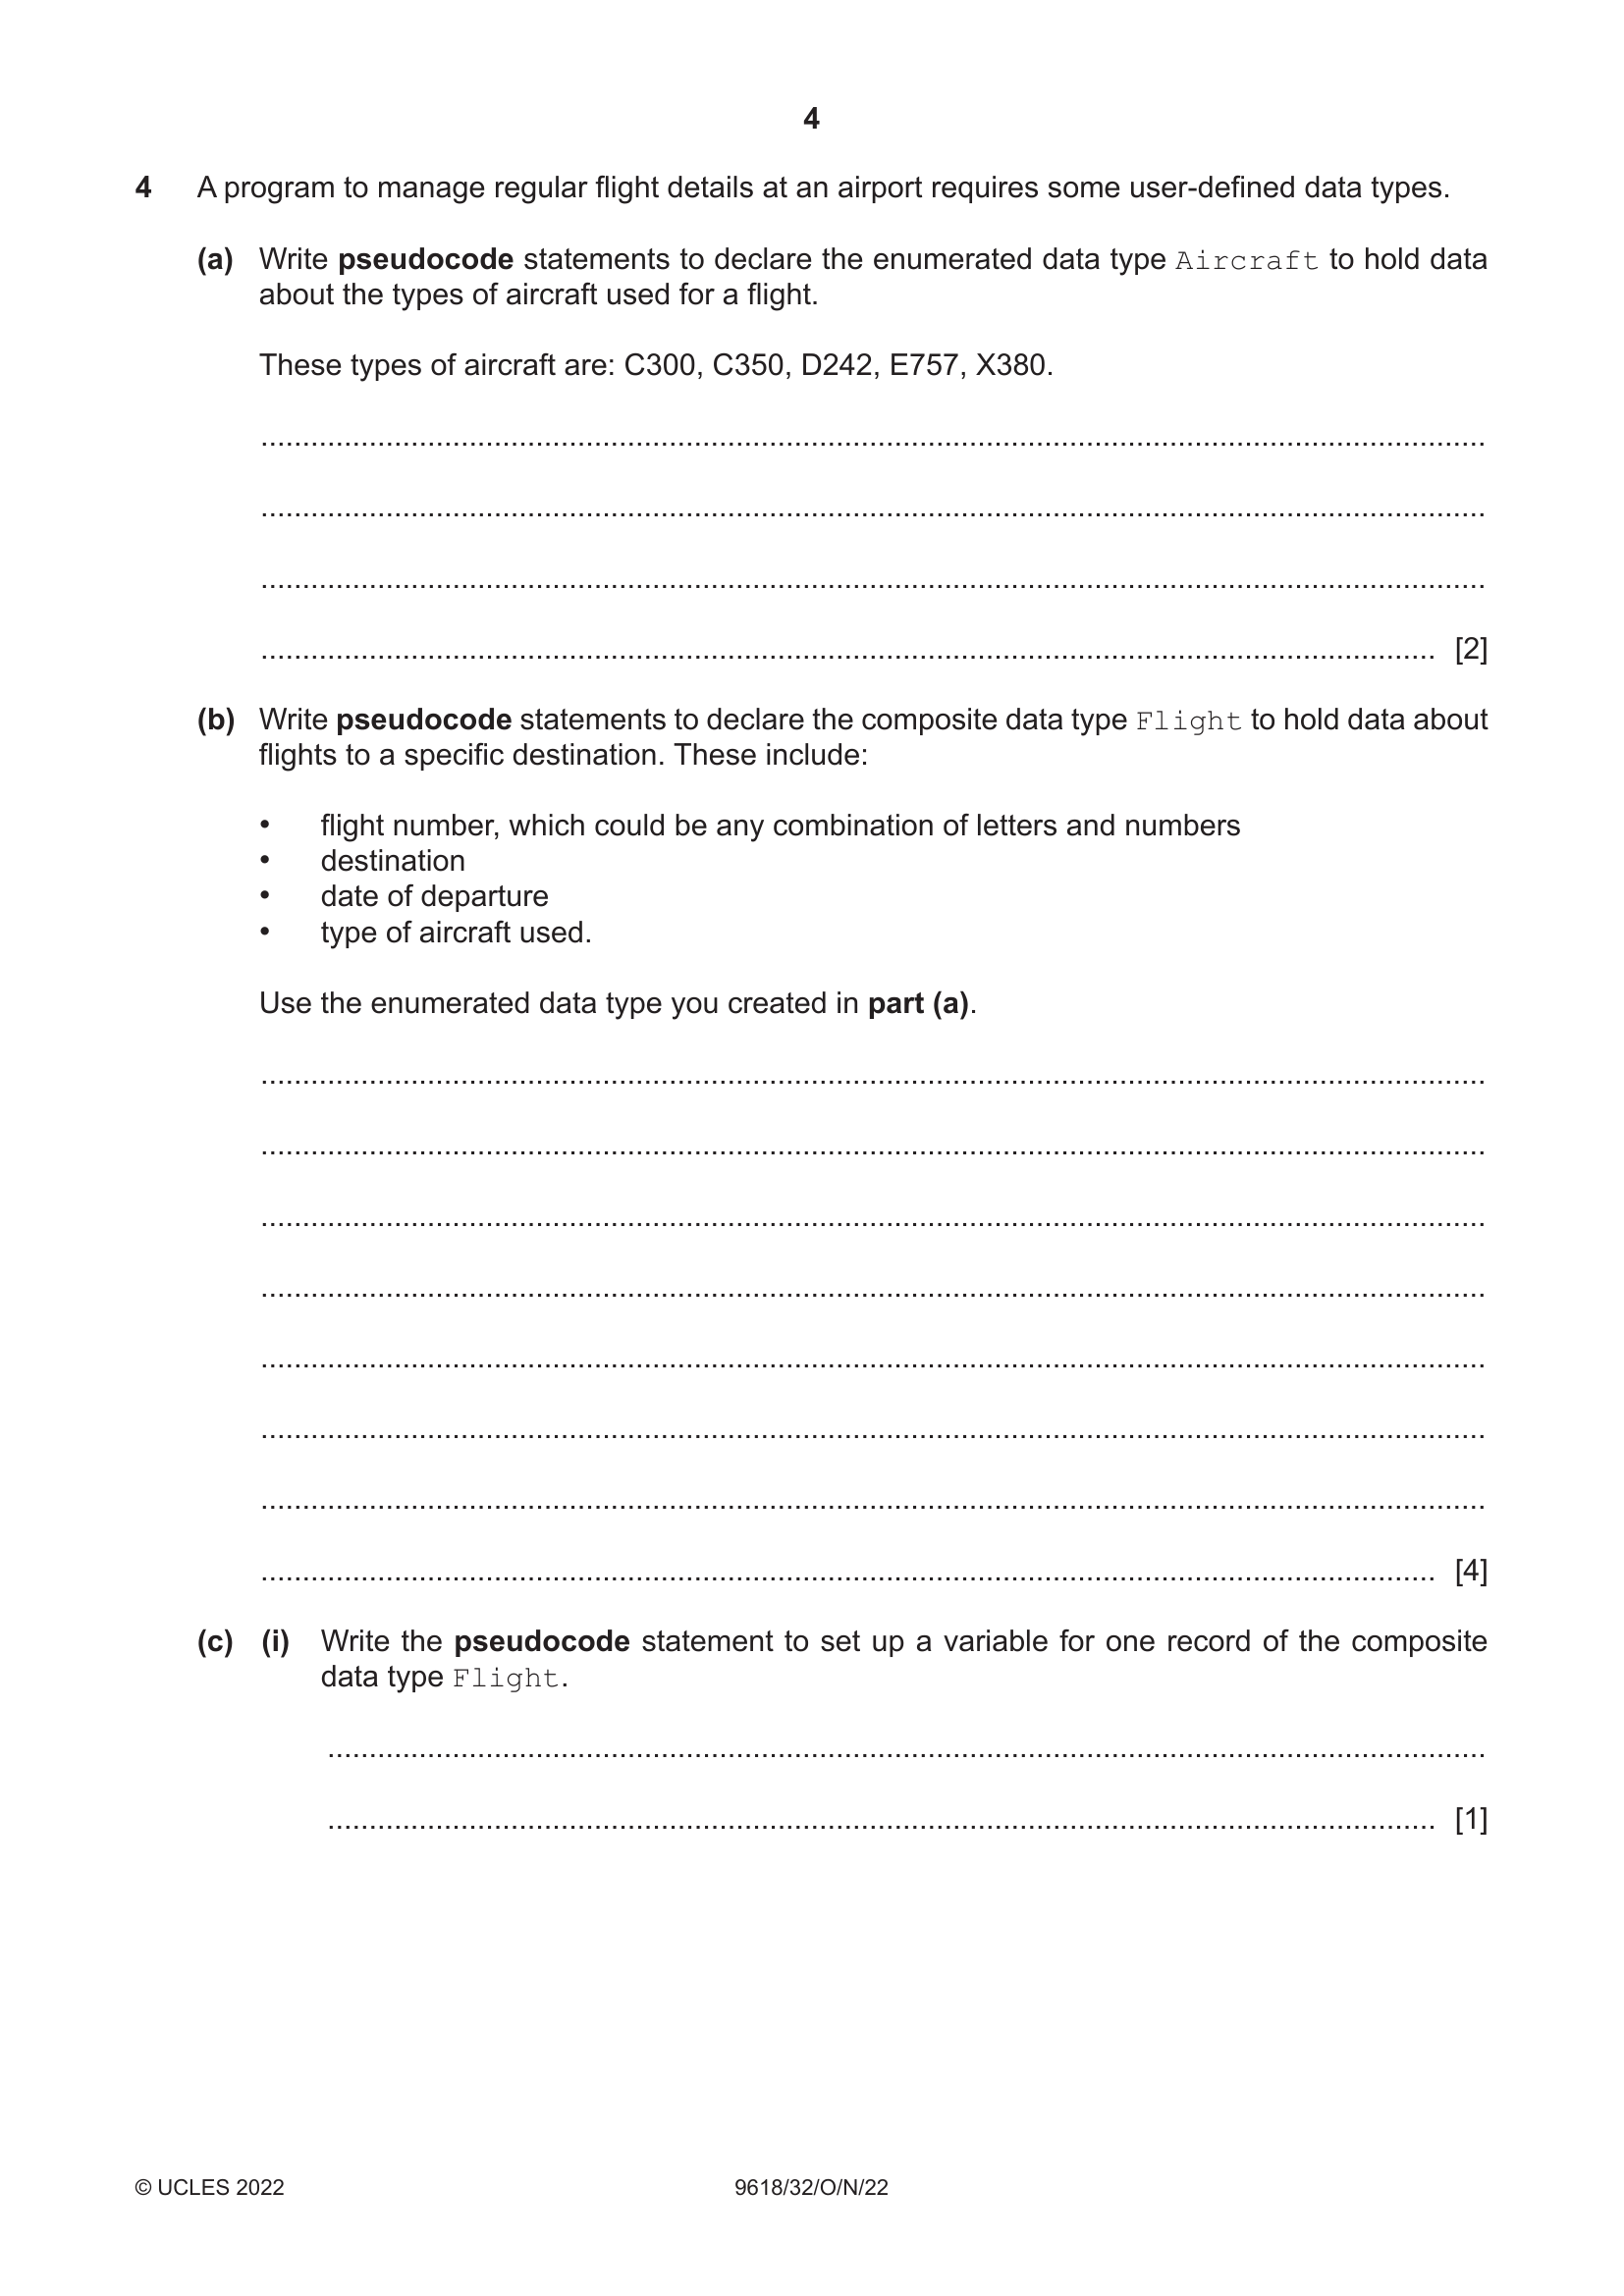 4
4 A program to manage regular flight details at an airport requires some user-defined data types.
(a) Write pseudocode statements to declare the enumerated data type Aircraft to hold data
about the types of aircraft used for a flight.
These types of aircraft are: C300, C350, D242, E757, X380.
[2]
(b) Write pseudocode statements to declare the composite data type Flight to hold data about
flights to a specific destination. These include:
• flight number, which could be any combination of letters and numbers
• destination
• date of departure
• type of aircraft used.
Use the enumerated data type you created in part (a).
[4]
(c) (i) Write the pseudocode statement to set up a variable for one record of the composite
data type Flight.
[1]
© UCLES 2022 9618/32/O/N/22